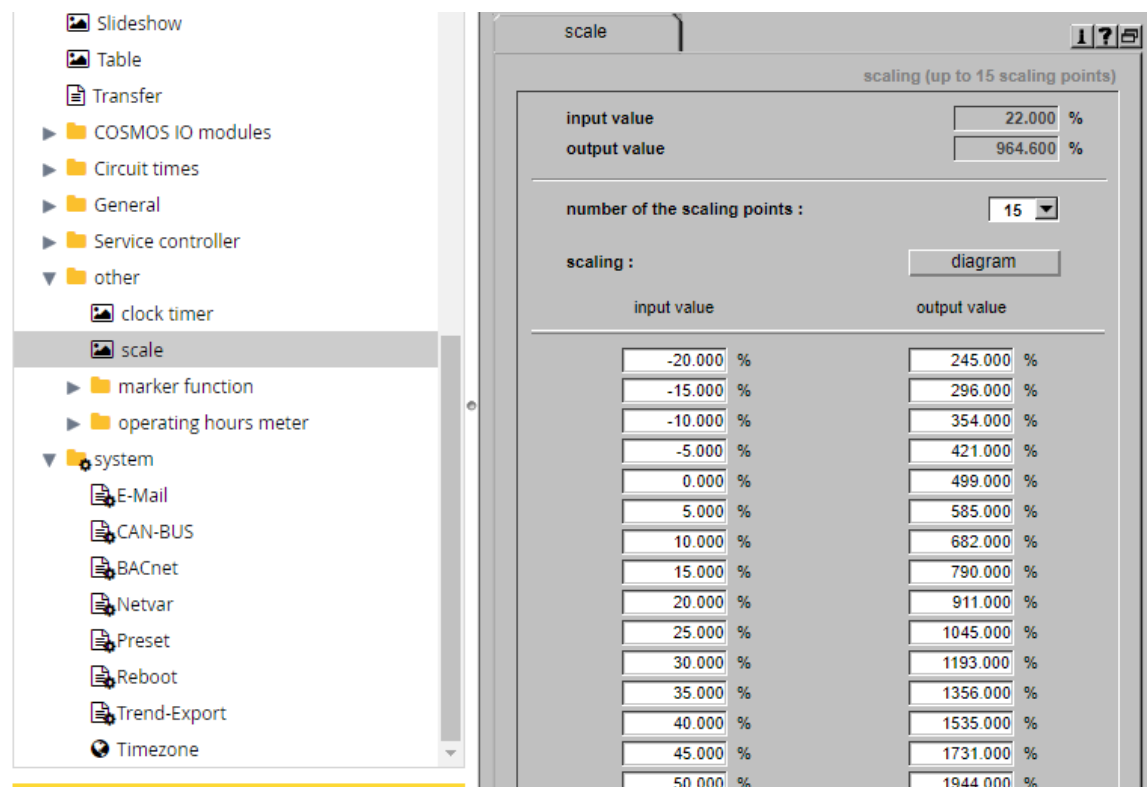 Slideshow
Table
Transfer
COSMOS IO modules
Circuit times
General
Service controller
other
clock timer
scale
marker function
operating hours meter
system
E-Mail
CAN-BUS
BACnet
Netvar
Preset
Reboot
Trend-Export
Timezone
scale
i ?
scaling (up to 15 scaling points)
input value 22.000 %
output value 964.600 %
number of the scaling points : 15
scaling : diagram
input value output value
-20.000 % 245.000 %
-15.000 % 296.000 %
-10.000 % 354.000 %
-5.000 % 421.000 %
0.000 % 499.000 %
5.000 % 585.000 %
10.000 % 682.000 %
15.000 % 790.000 %
20.000 % 911.000 %
25.000 % 1045.000 %
30.000 % 1193.000 %
35.000 % 1356.000 %
40.000 % 1535.000 %
45.000 % 1731.000 %
50.000 % 1944.000 %